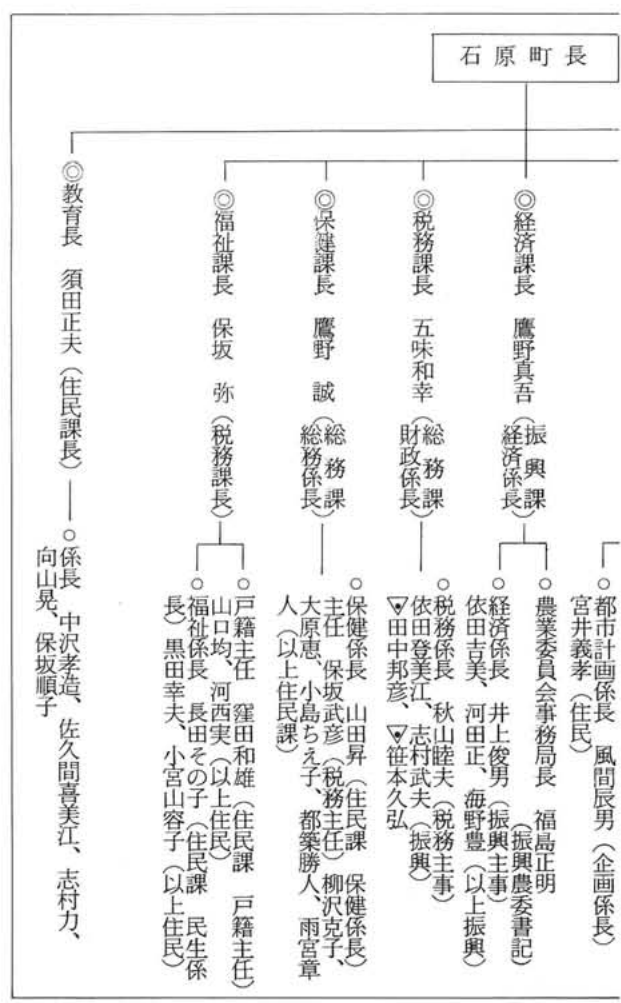 石原町長
都市計画係長　風間辰男（企画係長）
宮井義孝（住民）
◎経済課長　鷹野真吾（振興課
経済係長）
○農業委員会事務局長　福島正明
（振興農委書記）
○経済係長　井上俊男（振興主事）
依田吉美、河田正、海野豊（以上振興）
◎税務課長　五味和幸（総務課
財政係長）
○税務係長　秋山睦夫（税務主事）
依田登美江、志村武夫（振興）
田中邦彦、笹本久弘
◎保健課長　鷹野　誠（総務課
総務係長）
○保健係長　山田昇（住民課　保健係長）
主任　保坂武彦（税務主任）柳沢克子、
大原恵、小島ちえ子、都築勝人、雨宮章
人（以上住民課）
◎福祉課長　保坂　弥（税務課長）
○戸籍主任　窪田和雄（住民課　戸籍主任）
山口均、河西実（以上住民）
○福祉係長　長田その子（住民課　民生係
長）黒田幸夫、小宮山容子（以上住民）
◎教育長　須田正夫（住民課長）
○係長　中沢孝造、佐久間喜美江、志村力、
向山晃、保坂順子